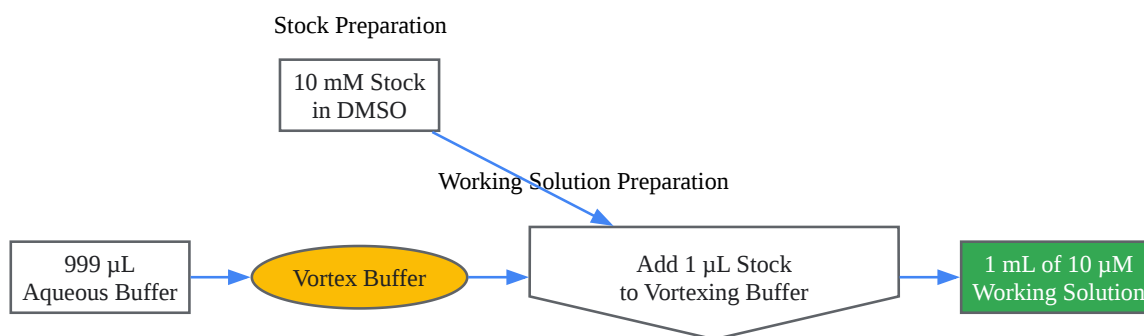 Stock Preparation
10 mM Stock
in DMSO
Working Solution Preparation
999 µL
Aqueous Buffer
Vortex Buffer
Add 1 µL Stock
to Vortexing Buffer
1 mL of 10 µM
Working Solution